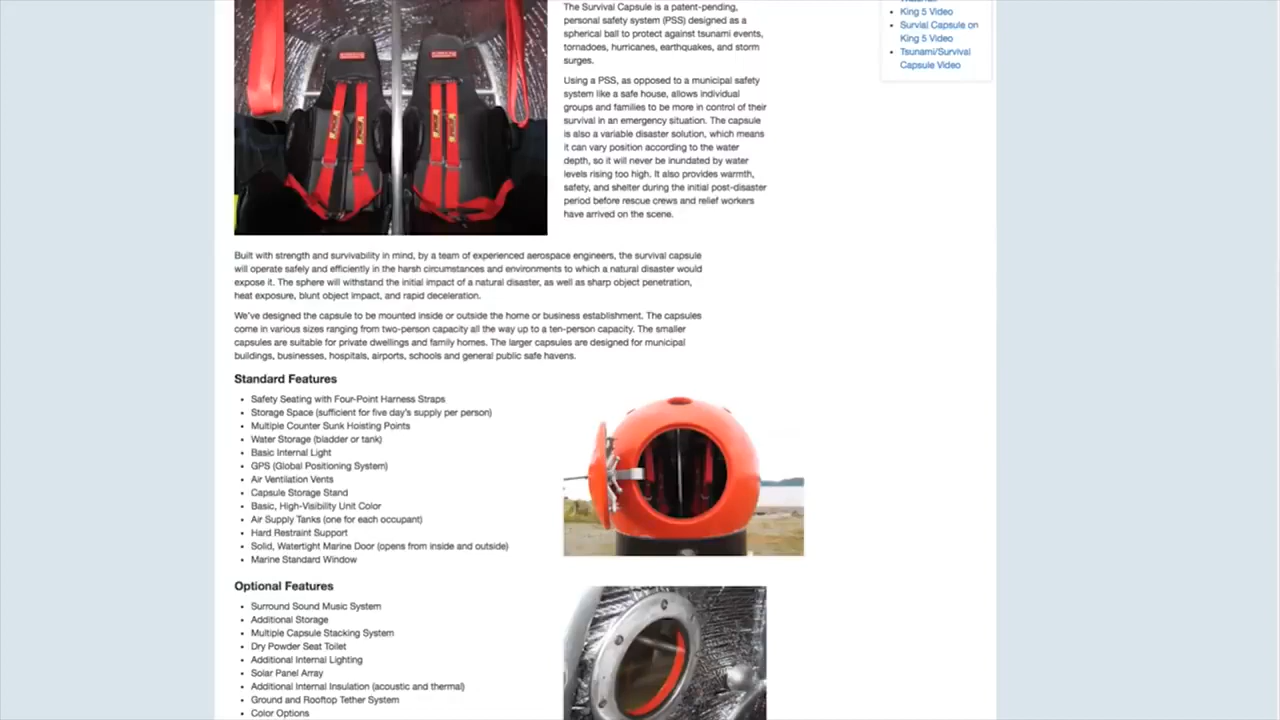 The Survival Capsule is a patent-pending,
personal safety system (PSS) designed as a
spherical ball to protect against tsunami events,
tornadoes, hurricanes, earthquakes, and storm
surges.
Using a PSS, as opposed to a municipal safety
system like a safe house, allows individual
groups and families to be more in control of their
survival in an emergency situation. The capsule
is also a variable disaster solution, which means
it can vary position according to the water
depth, so it will never be inundated by water
levels rising too high. It also provides warmth,
safety, and shelter during the initial post-disaster
period before rescue crews and relief workers
have arrived on the scene.
Built with strength and survivability in mind, by a team of experienced aerospace engineers, the survival capsule
will operate safely and efficiently in the harsh circumstances and environments to which a natural disaster would
expose it. The sphere will withstand the initial impact of a natural disaster, as well as sharp object penetration,
heat exposure, blunt object impact, and rapid deceleration.
We've designed the capsule to be mounted inside or outside the home or business establishment. The capsules
come in various sizes ranging from two-person capacity all the way up to a ten-person capacity. The smaller
capsules are suitable for private dwellings and family homes. The larger capsules are designed for municipal
buildings, businesses, hospitals, airports, schools and general public safe havens.
Standard Features
• Safety Seating with Four-Point Harness Straps
• Storage Space (sufficient for five day's supply per person)
• Multiple Counter Sunk Hoisting Points
• Water Storage (bladder or tank)
• Basic Internal Light
• GPS (Global Positioning System)
• Air Ventilation Vents
• Capsule Storage Stand
• Basic, High-Visibility Unit Color
• Air Supply Tanks (one for each occupant)
• Hard Restraint Support
• Solid, Watertight Marine Door (opens from inside and outside)
• Marine Standard Window
Optional Features
• Surround Sound Music System
• Additional Storage
• Multiple Capsule Stacking System
• Dry Powder Seat Toilet
• Additional Internal Lighting
• Solar Panel Array
• Additional Internal Insulation (acoustic and thermal)
• Ground and Rooftop Tether System
• Color Options
• King 5 Video
• Survial Capsule on
King 5 Video
• Tsunami/Survival
Capsule Video